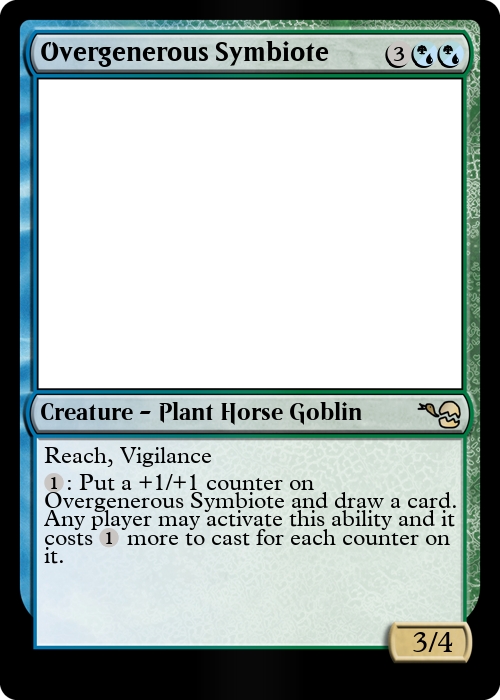 Overgenerous Symbiote 3
Creature – Plant Horse Goblin
Reach, Vigilance
1: Put a +1/+1 counter on
Overgenerous Symbiote and draw a card.
Any player may activate this ability and it
costs 1 more to cast for each counter on
it.
3/4